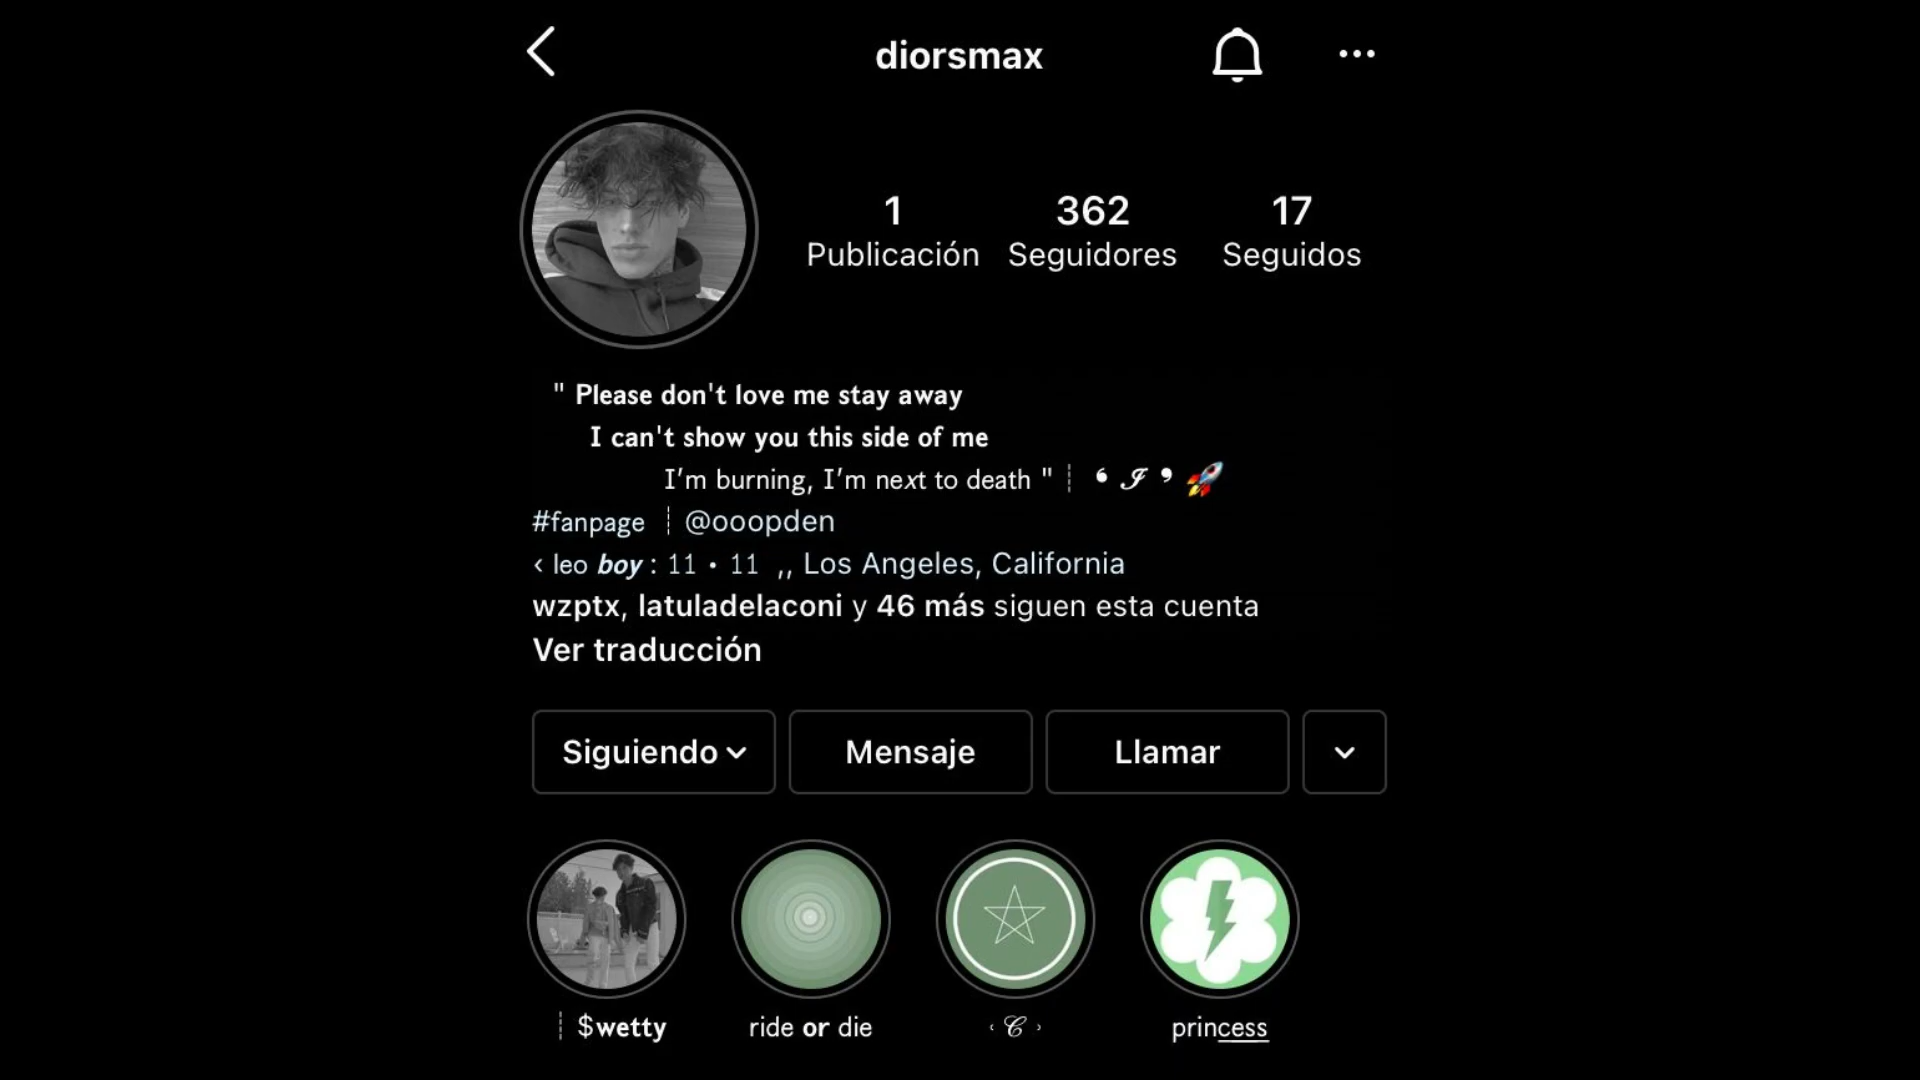 diorsmax
1 362 17
Publicación Seguidores Seguidos
" Please don't love me stay away
I can't show you this side of me
I'm burning, I'm next to death " ┊ ❛ 𝒥 ❜ 🚀
#fanpage ┊ @ooopden
‹ leo boy : 11 • 11 ,, Los Angeles, California
wzptx, latuladelaconi y 46 más siguen esta cuenta
Ver traducción
Siguiendo Mensaje Llamar
┊ $wetty ride or die ‹ 𝒞 › princess